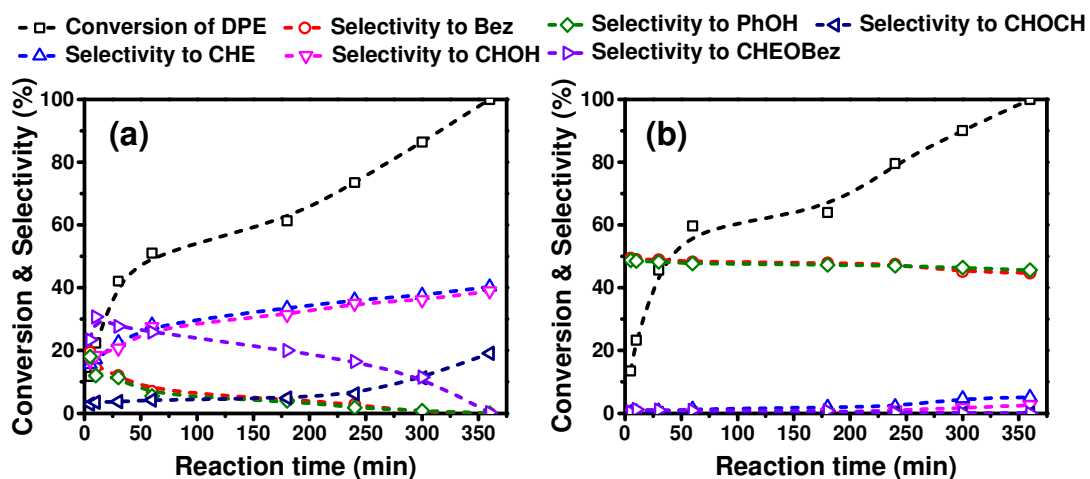 Conversion of DPE Selectivity to Bez Selectivity to PhOH Selectivity to CHOCH
Selectivity to CHE Selectivity to CHOH Selectivity to CHEOBez
Conversion & Selectivity (%)
100
80
60
40
20
0
(a)
0 50 100 150 200 250 300 350
Reaction time (min)
Conversion & Selectivity (%)
100
80
60
40
20
0
(b)
0 50 100 150 200 250 300 350
Reaction time (min)